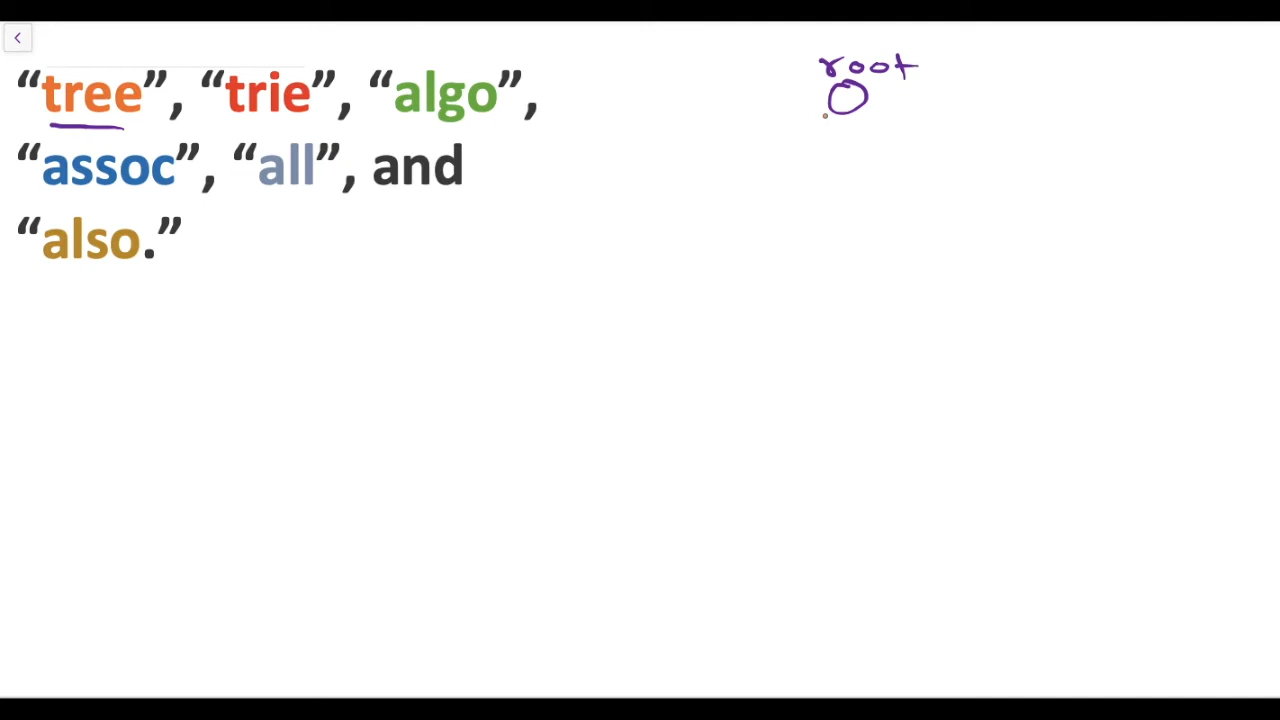 “tree”, “trie”, “algo”,
“assoc”, “all”, and
“also.”
root